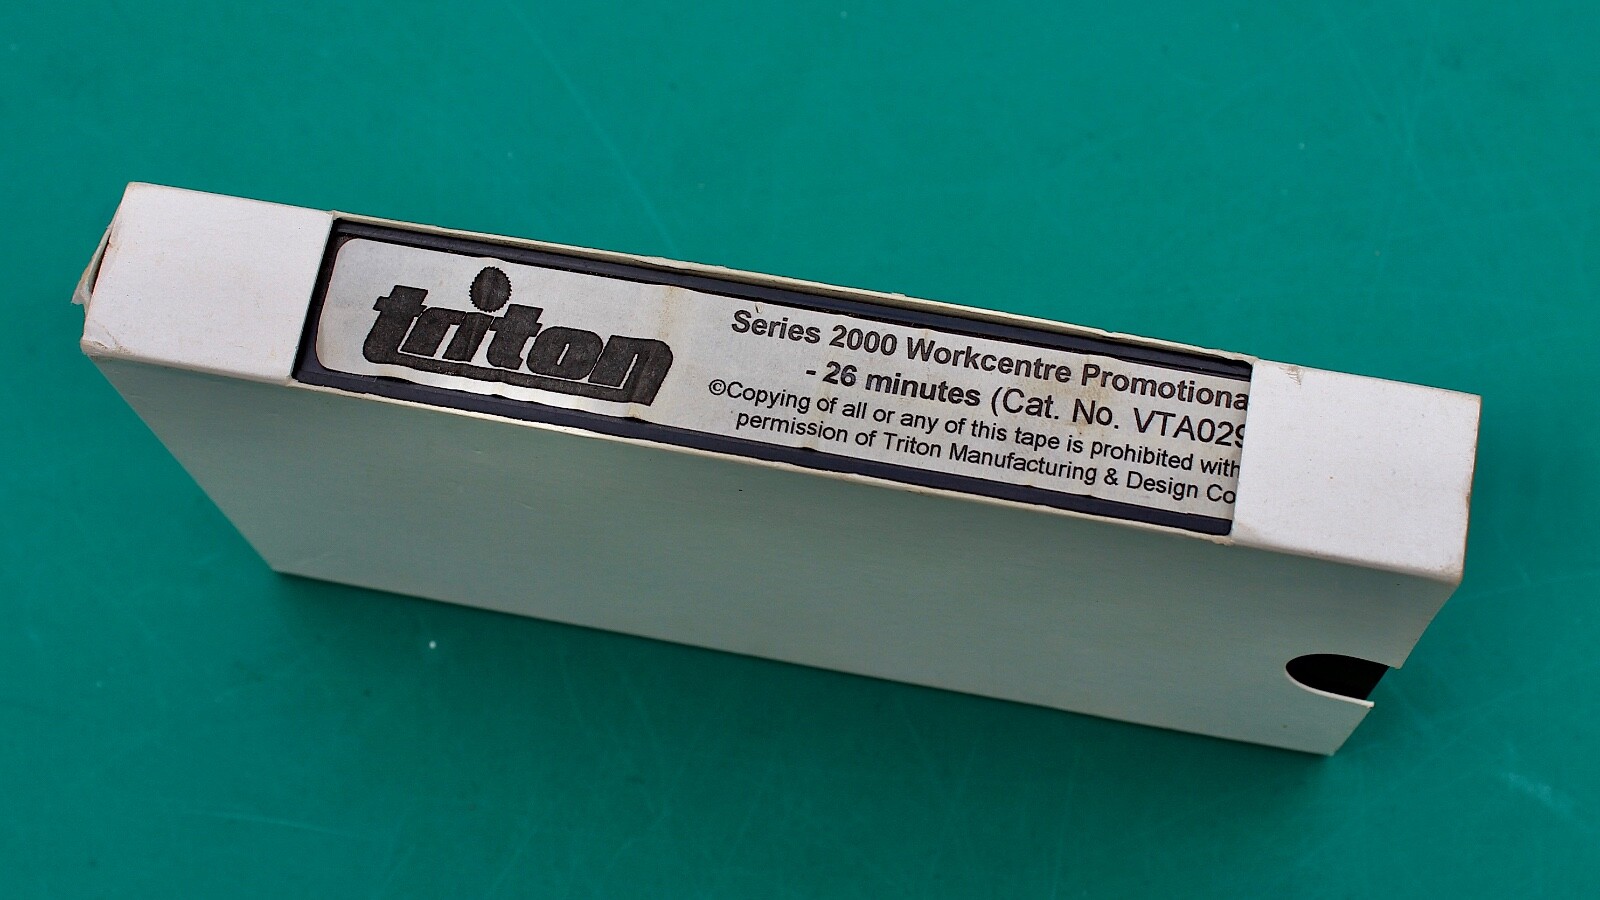 triton
Series 2000 Workcentre Promotiona
- 26 minutes (Cat. No. VTA029
©Copying of all or any of this tape is prohibited with
permission of Triton Manufacturing & Design Co